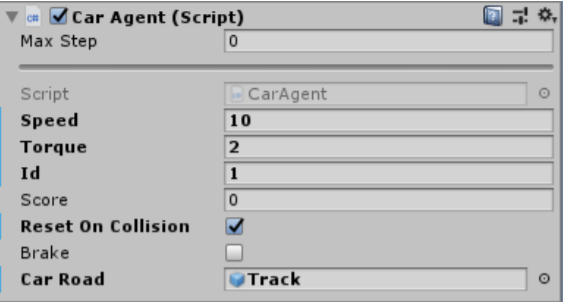 Car Agent (Script)
Max Step 0
Script CarAgent
Speed 10
Torque 2
Id 1
Score 0
Reset On Collision
Brake
Car Road Track